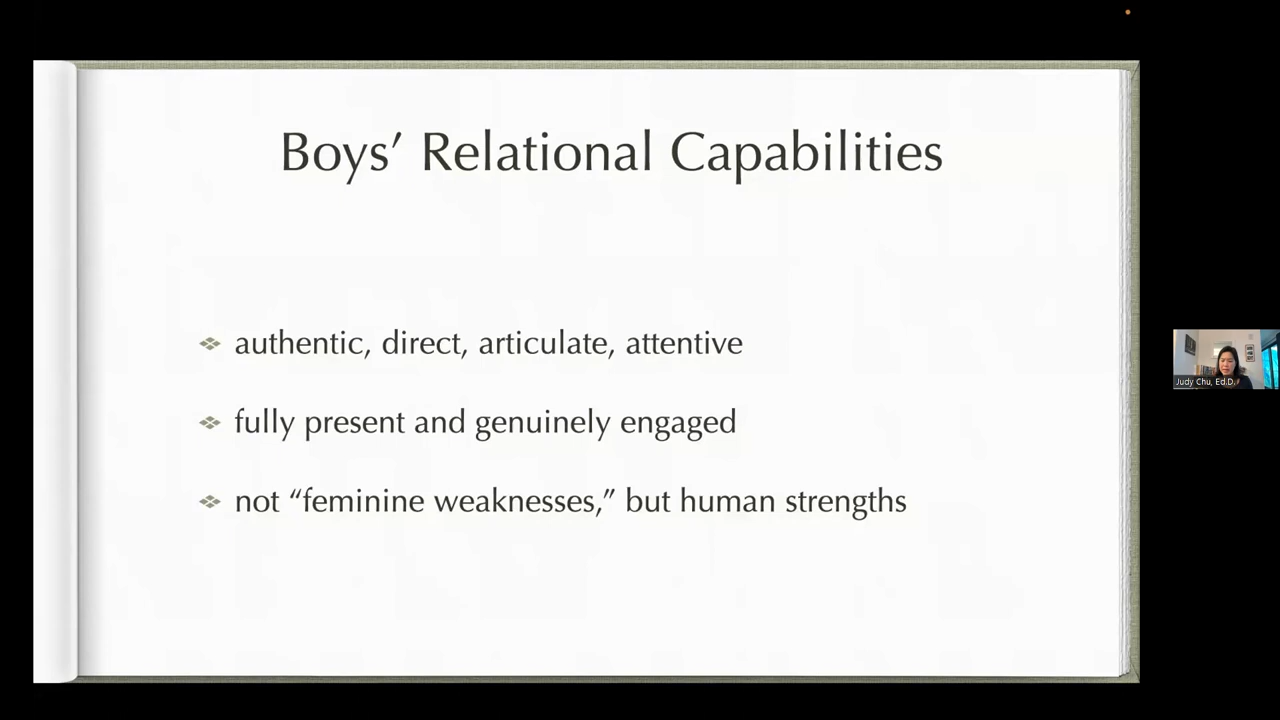 Boys’ Relational Capabilities
authentic, direct, articulate, attentive
fully present and genuinely engaged
not “feminine weaknesses,” but human strengths
Judy Chu, Ed.D.